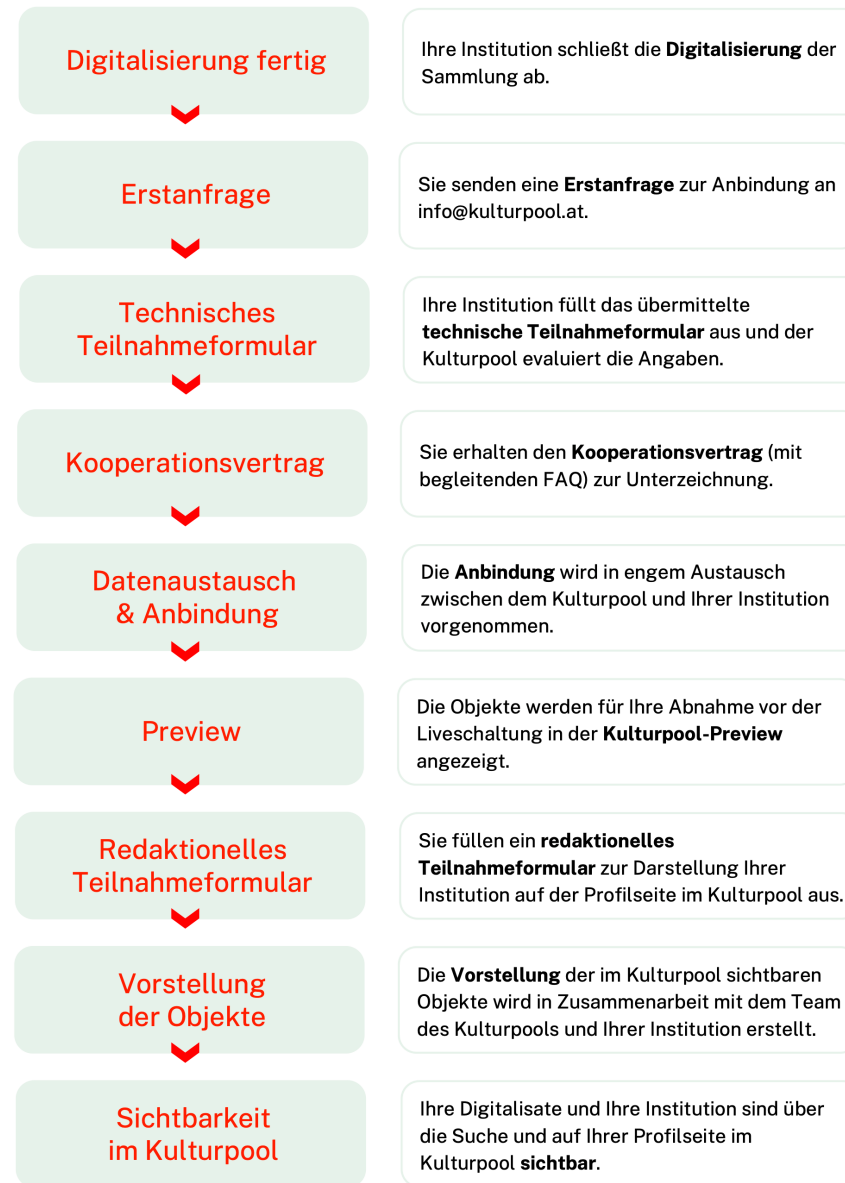 Digitalisierung fertig
Ihre Institution schließt die Digitalisierung der
Sammlung ab.
Erstanfrage
Sie senden eine Erstanfrage zur Anbindung an
info@kulturpool.at.
Technisches
Teilnahmeformular
Ihre Institution füllt das übermittelte
technische Teilnahmeformular aus und der
Kulturpool evaluiert die Angaben.
Kooperationsvertrag
Sie erhalten den Kooperationsvertrag (mit
begleitenden FAQ) zur Unterzeichnung.
Datenaustausch
& Anbindung
Die Anbindung wird in engem Austausch
zwischen dem Kulturpool und Ihrer Institution
vorgenommen.
Preview
Die Objekte werden für Ihre Abnahme vor der
Liveschaltung in der Kulturpool-Preview
angezeigt.
Redaktionelles
Teilnahmeformular
Sie füllen ein redaktionelles
Teilnahmeformular zur Darstellung Ihrer
Institution auf der Profilseite im Kulturpool aus.
Vorstellung
der Objekte
Die Vorstellung der im Kulturpool sichtbaren
Objekte wird in Zusammenarbeit mit dem Team
des Kulturpools und Ihrer Institution erstellt.
Sichtbarkeit
im Kulturpool
Ihre Digitalisate und Ihre Institution sind über
die Suche und auf Ihrer Profilseite im
Kulturpool sichtbar.